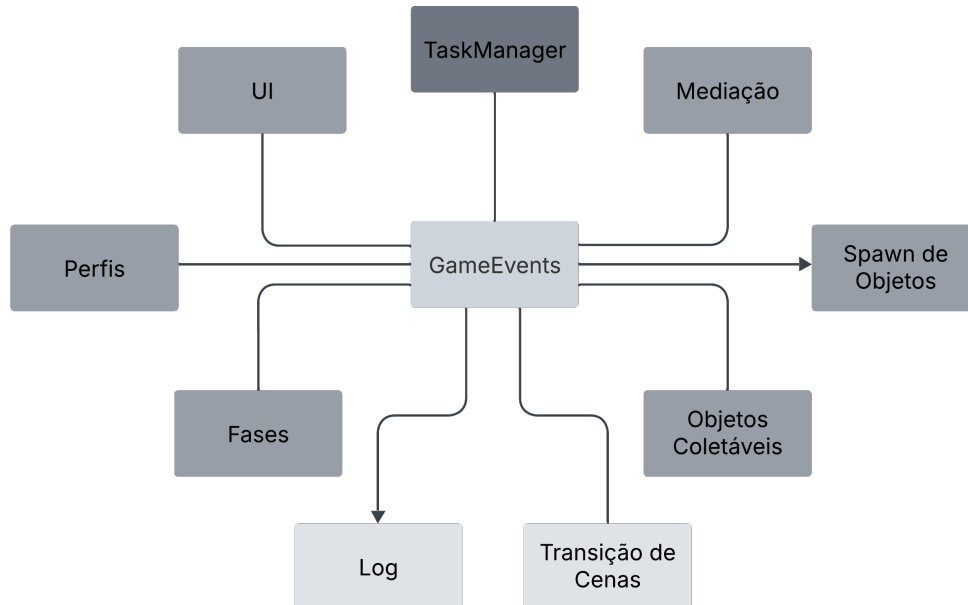 TaskManager
UI
Mediação
Perfis
GameEvents
Spawn de
Objetos
Fases
Objetos
Coletáveis
Log
Transição de
Cenas